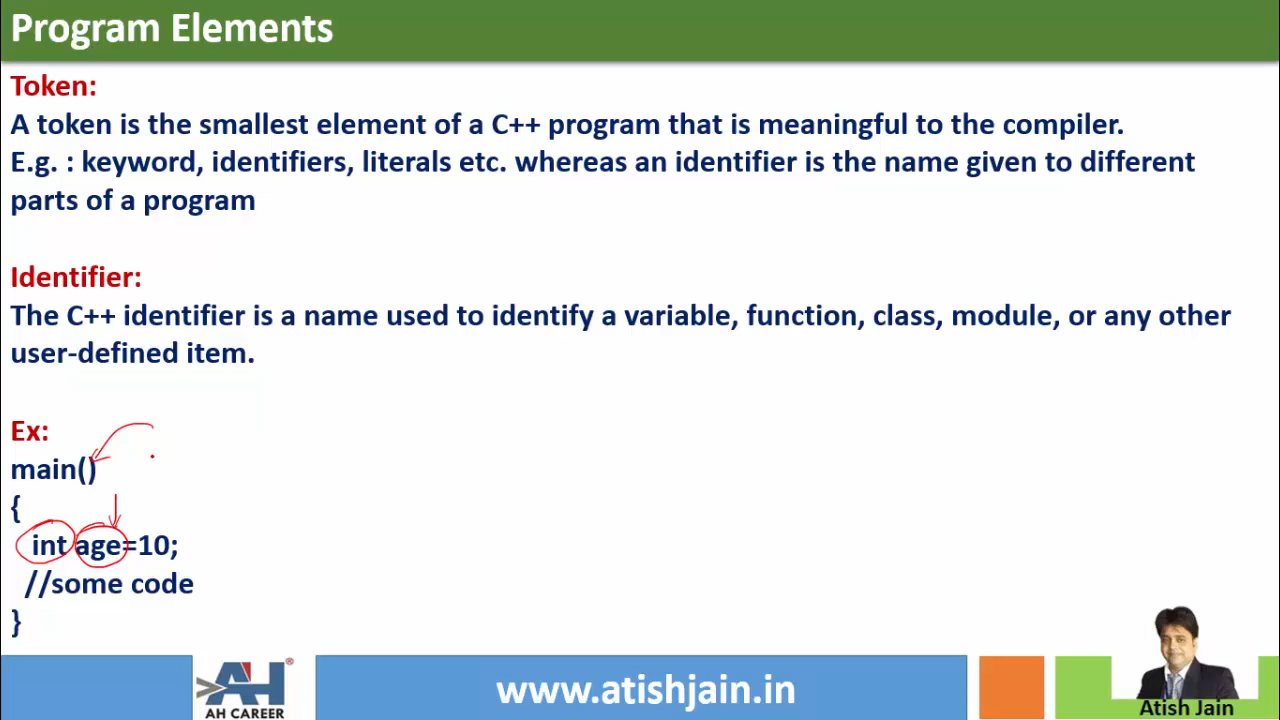 Program Elements
Token:
A token is the smallest element of a C++ program that is meaningful to the compiler.
E.g. : keyword, identifiers, literals etc. whereas an identifier is the name given to different
parts of a program
Identifier:
The C++ identifier is a name used to identify a variable, function, class, module, or any other
user-defined item.
Ex:
main()
{
int age=10;
//some code
}
AH
®
AH CAREER
www.atishjain.in
Atish Jain